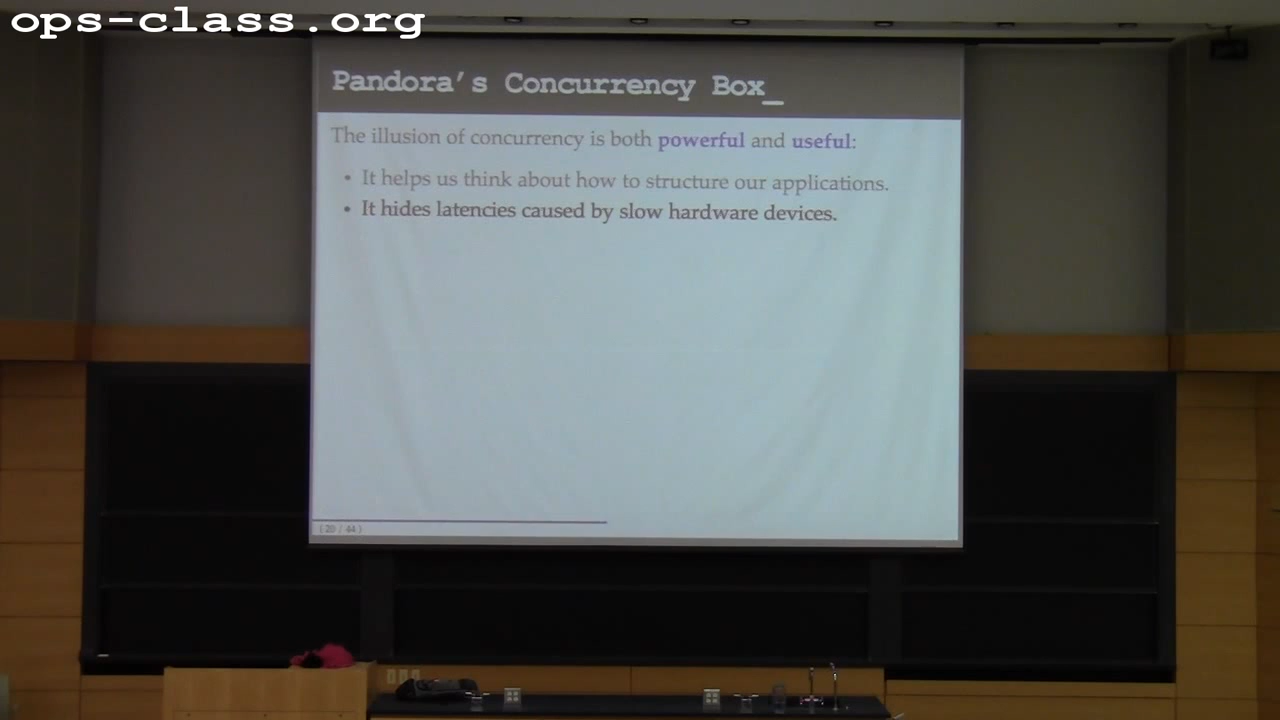 ops-class.org
Pandora's Concurrency Box_
The illusion of concurrency is both powerful and useful:
• It helps us think about how to structure our applications.
• It hides latencies caused by slow hardware devices.
(20 / 44)